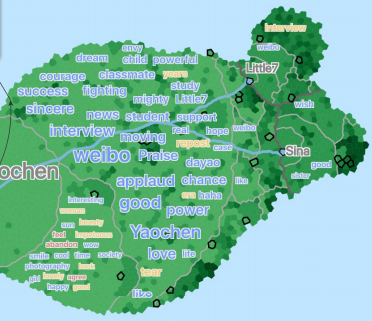 interview
envy
weibo
dream child powerful
Little7
courage classmate years
study
success fighting
mighty Little7
sincere
wish
news student support
interview moving real hope weibo
repost case
weibo Praise
Sina
dayao
good
ochen
sister
applaud chance like
era haha
interesting
good
woman
power
sun beauty
fool
Yaochen
abandon wow
smile cool time society
love life
photography
tear
girl lonely agree
happy good
like